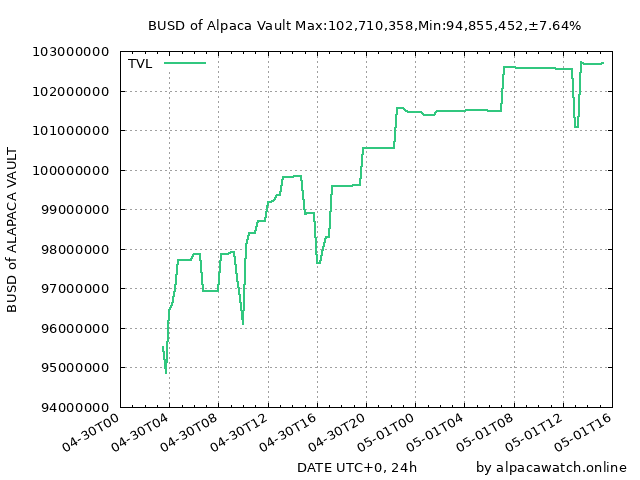 BUSD of Alpaca Vault Max:102,710,358,Min:94,855,452,±7.64%
TVL
103000000
102000000
101000000
100000000
99000000
98000000
97000000
96000000
95000000
94000000
BUSD of ALAPACA VAULT
04-30T00
04-30T04
04-30T08
04-30T12
04-30T16
04-30T20
05-01T00
05-01T04
05-01T08
05-01T12
05-01T16
DATE UTC+0, 24h
by alpacawatch.online